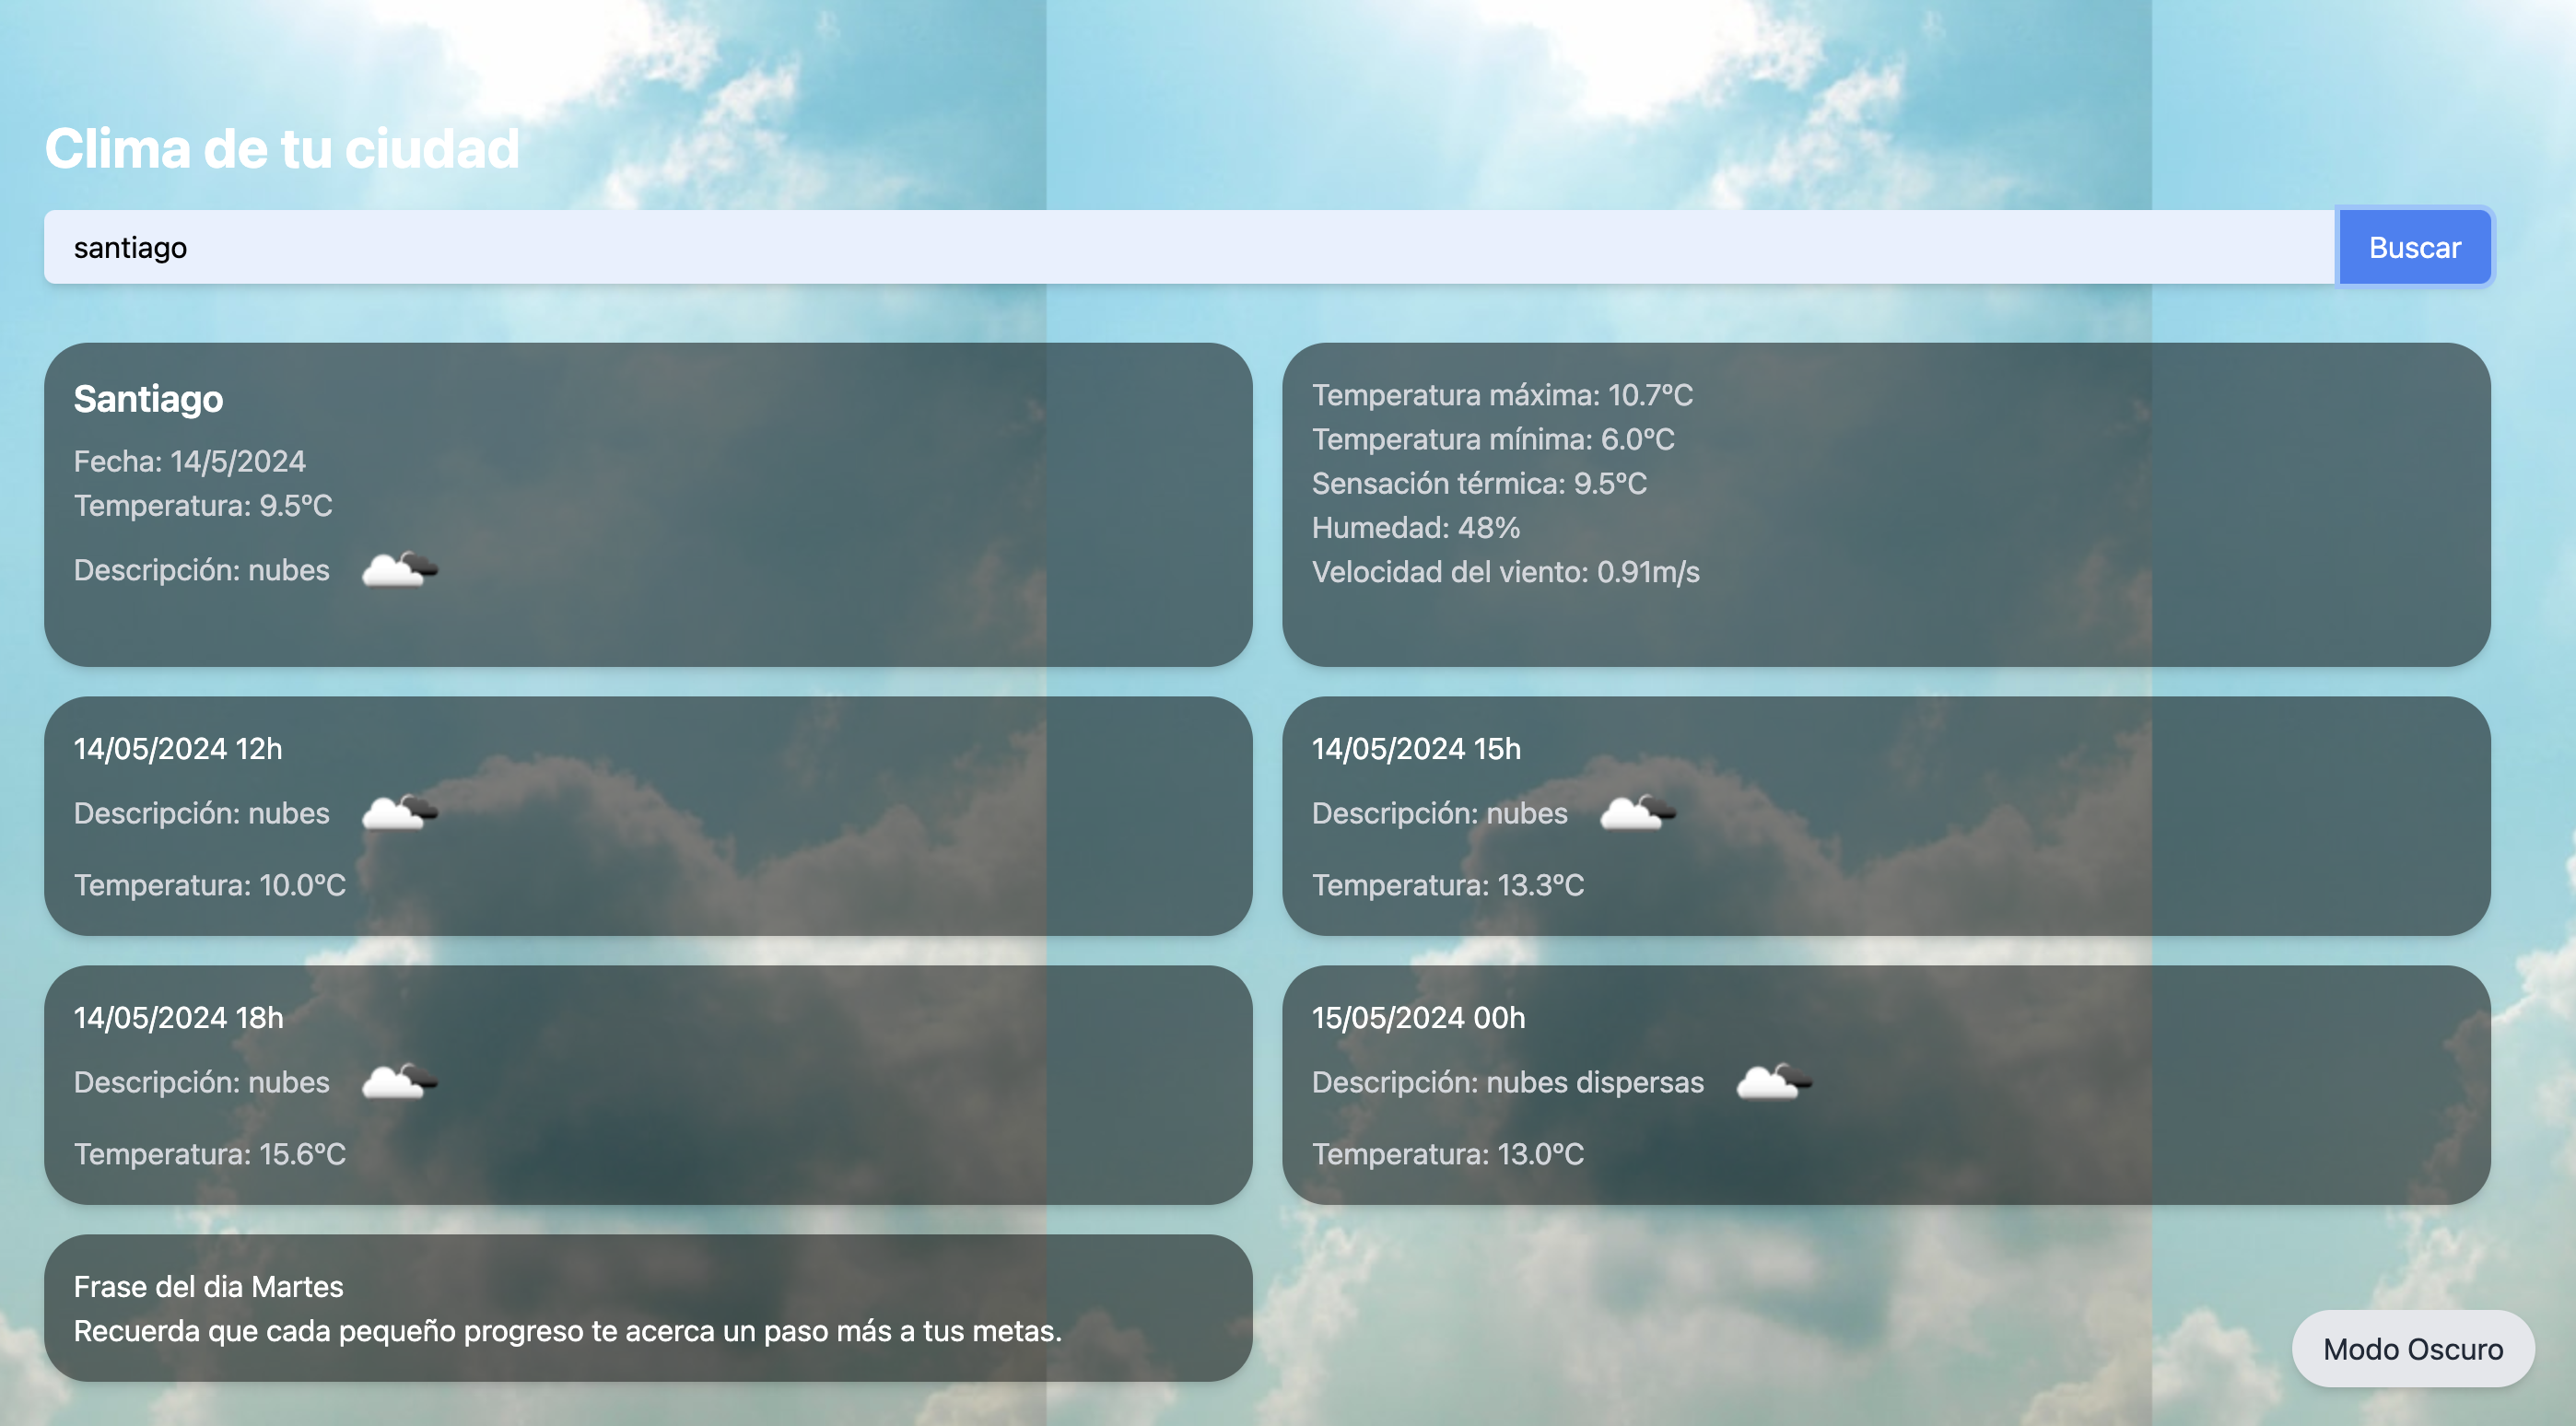 Clima de tu ciudad
santiago
Buscar
Santiago
Fecha: 14/5/2024
Temperatura: 9.5°C
Descripción: nubes
Temperatura máxima: 10.7°C
Temperatura mínima: 6.0°C
Sensación térmica: 9.5°C
Humedad: 48%
Velocidad del viento: 0.91m/s
14/05/2024 12h
Descripción: nubes
Temperatura: 10.0°C
14/05/2024 15h
Descripción: nubes
Temperatura: 13.3°C
14/05/2024 18h
Descripción: nubes
Temperatura: 15.6°C
15/05/2024 00h
Descripción: nubes dispersas
Temperatura: 13.0°C
Frase del dia Martes
Recuerda que cada pequeño progreso te acerca un paso más a tus metas.
Modo Oscuro